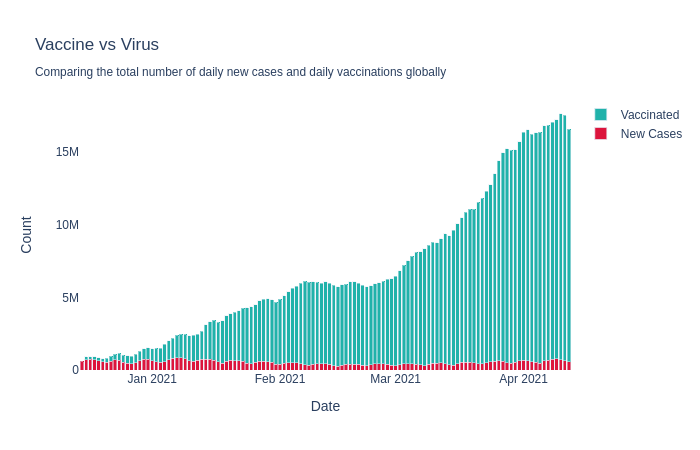 Vaccine vs Virus
Comparing the total number of daily new cases and daily vaccinations globally
Vaccinated
New Cases
15M
10M
5M
0
Count
Jan 2021
Feb 2021
Mar 2021
Apr 2021
Date